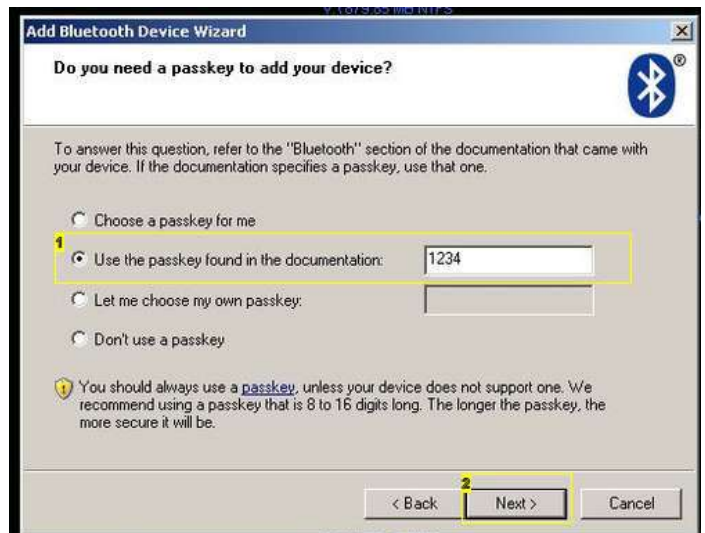 Add Bluetooth Device Wizard
Do you need a passkey to add your device?
®
To answer this question, refer to the "Bluetooth" section of the documentation that came with
your device. If the documentation specifies a passkey, use that one.
Choose a passkey for me
1
Use the passkey found in the documentation: 1234
Let me choose my own passkey:
Don't use a passkey
You should always use a passkey, unless your device does not support one. We
recommend using a passkey that is 8 to 16 digits long. The longer the passkey, the
more secure it will be.
2
< Back Next > Cancel